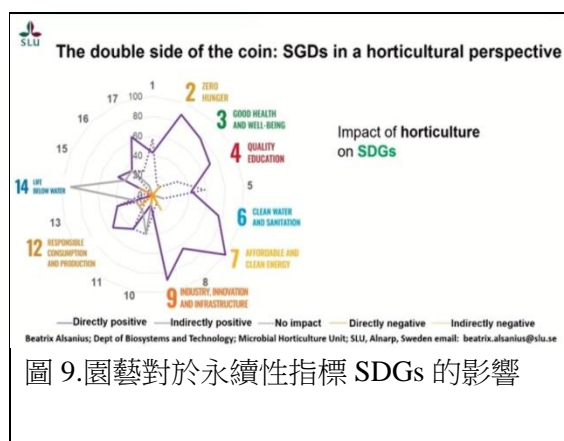 SLU
The double side of the coin: SGDs in a horticultural perspective
1
17
100
2 ZERO
HUNGER
16
80
3 GOOD HEALTH
AND WELL-BEING
60
15
40
4 QUALITY
EDUCATION
Impact of horticulture
on SDGs
20
14 LIFE
BELOW WATER
0
5
6 CLEAN WATER
AND SANITATION
13
12 RESPONSIBLE
CONSUMPTION
AND PRODUCTION
7 AFFORDABLE AND
CLEAN ENERGY
11
8
10
9 INDUSTRY, INNOVATION
AND INFRASTRUCTURE
Directly positive Indirectly positive No impact Directly negative Indirectly negative
Beatrix Alsanius; Dept of Biosystems and Technology; Microbial Horticulture Unit; SLU, Alnarp, Sweden email: beatrix.alsanius@slu.se
圖 9.園藝對於永續性指標 SDGs 的影響